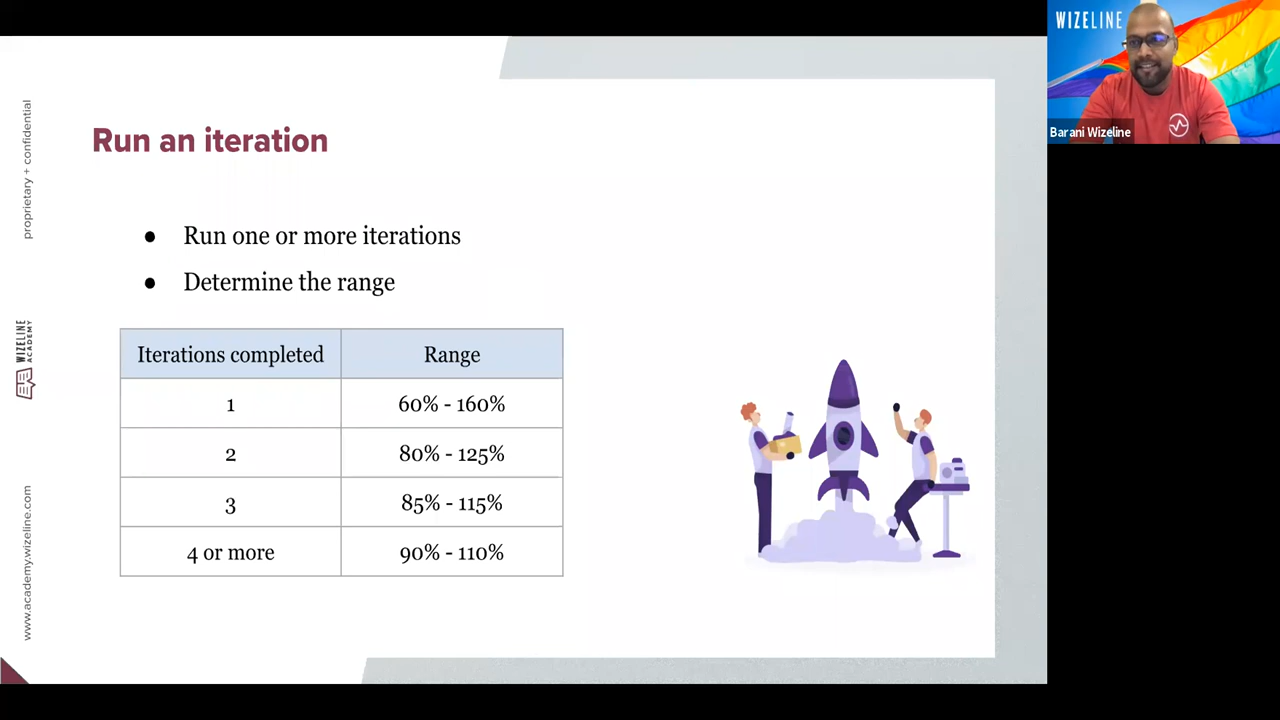 Run an iteration
● Run one or more iterations
● Determine the range
Iterations completed Range
1 60% - 160%
2 80% - 125%
3 85% - 115%
4 or more 90% - 110%
proprietary + confidential
WIZELINE
ACADEMY
www.academy.wizeline.com
WIZELINE
Barani Wizeline